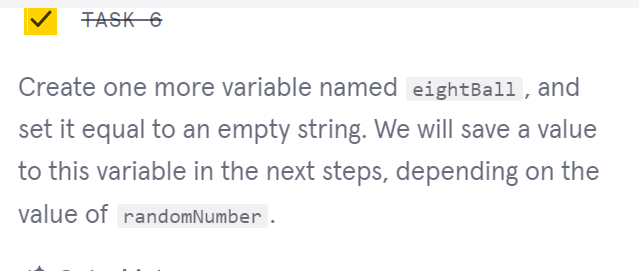 TASK 6
Create one more variable named eightBall, and
set it equal to an empty string. We will save a value
to this variable in the next steps, depending on the
value of randomNumber.